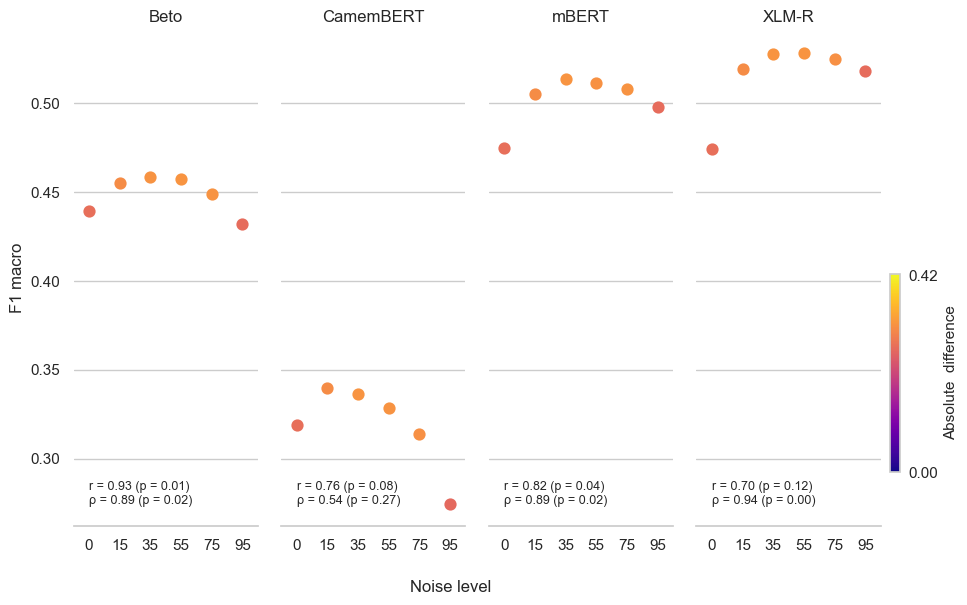 Beto CamemBERT mBERT XLM-R
F1 macro
0.50
0.45
0.40
0.35
0.30
r = 0.93 (p = 0.01)
ρ = 0.89 (p = 0.02)
r = 0.76 (p = 0.08)
ρ = 0.54 (p = 0.27)
r = 0.82 (p = 0.04)
ρ = 0.89 (p = 0.02)
r = 0.70 (p = 0.12)
ρ = 0.94 (p = 0.00)
0 15 35 55 75 95 0 15 35 55 75 95 0 15 35 55 75 95 0 15 35 55 75 95
Noise level
0.42
0.00
Absolute difference